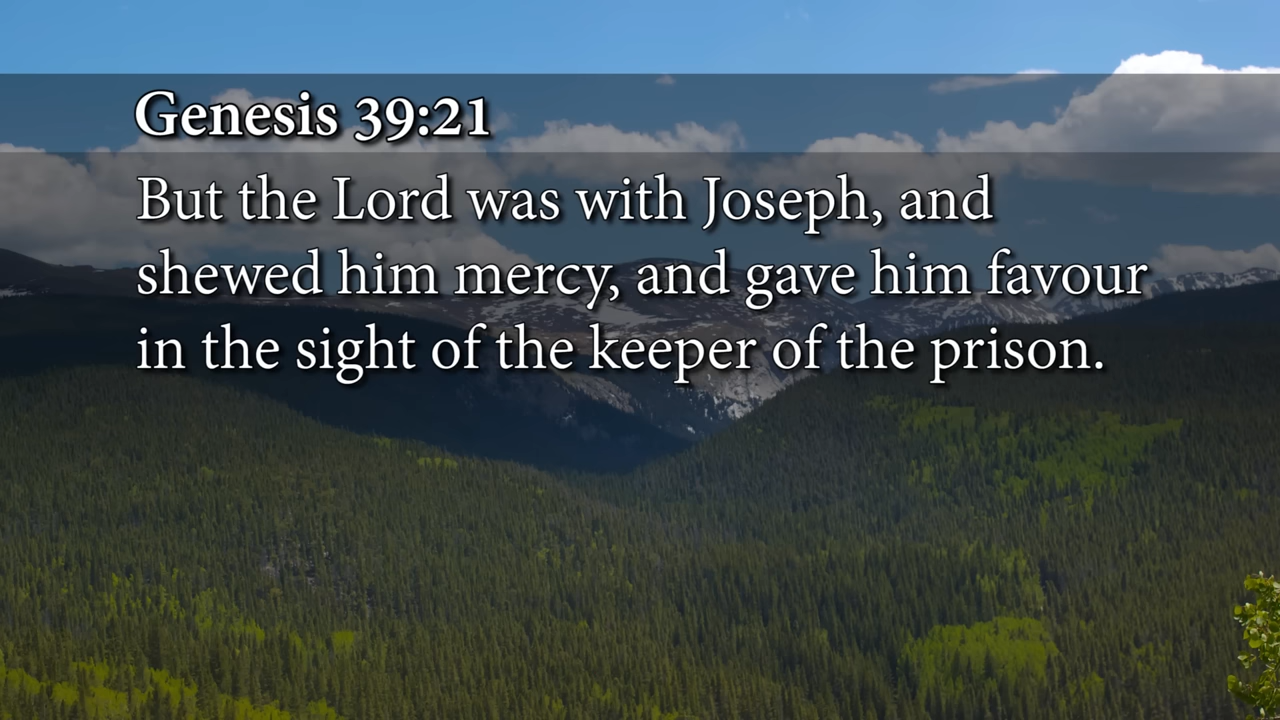 Genesis 39:21
But the Lord was with Joseph, and
shewed him mercy, and gave him favour
in the sight of the keeper of the prison.